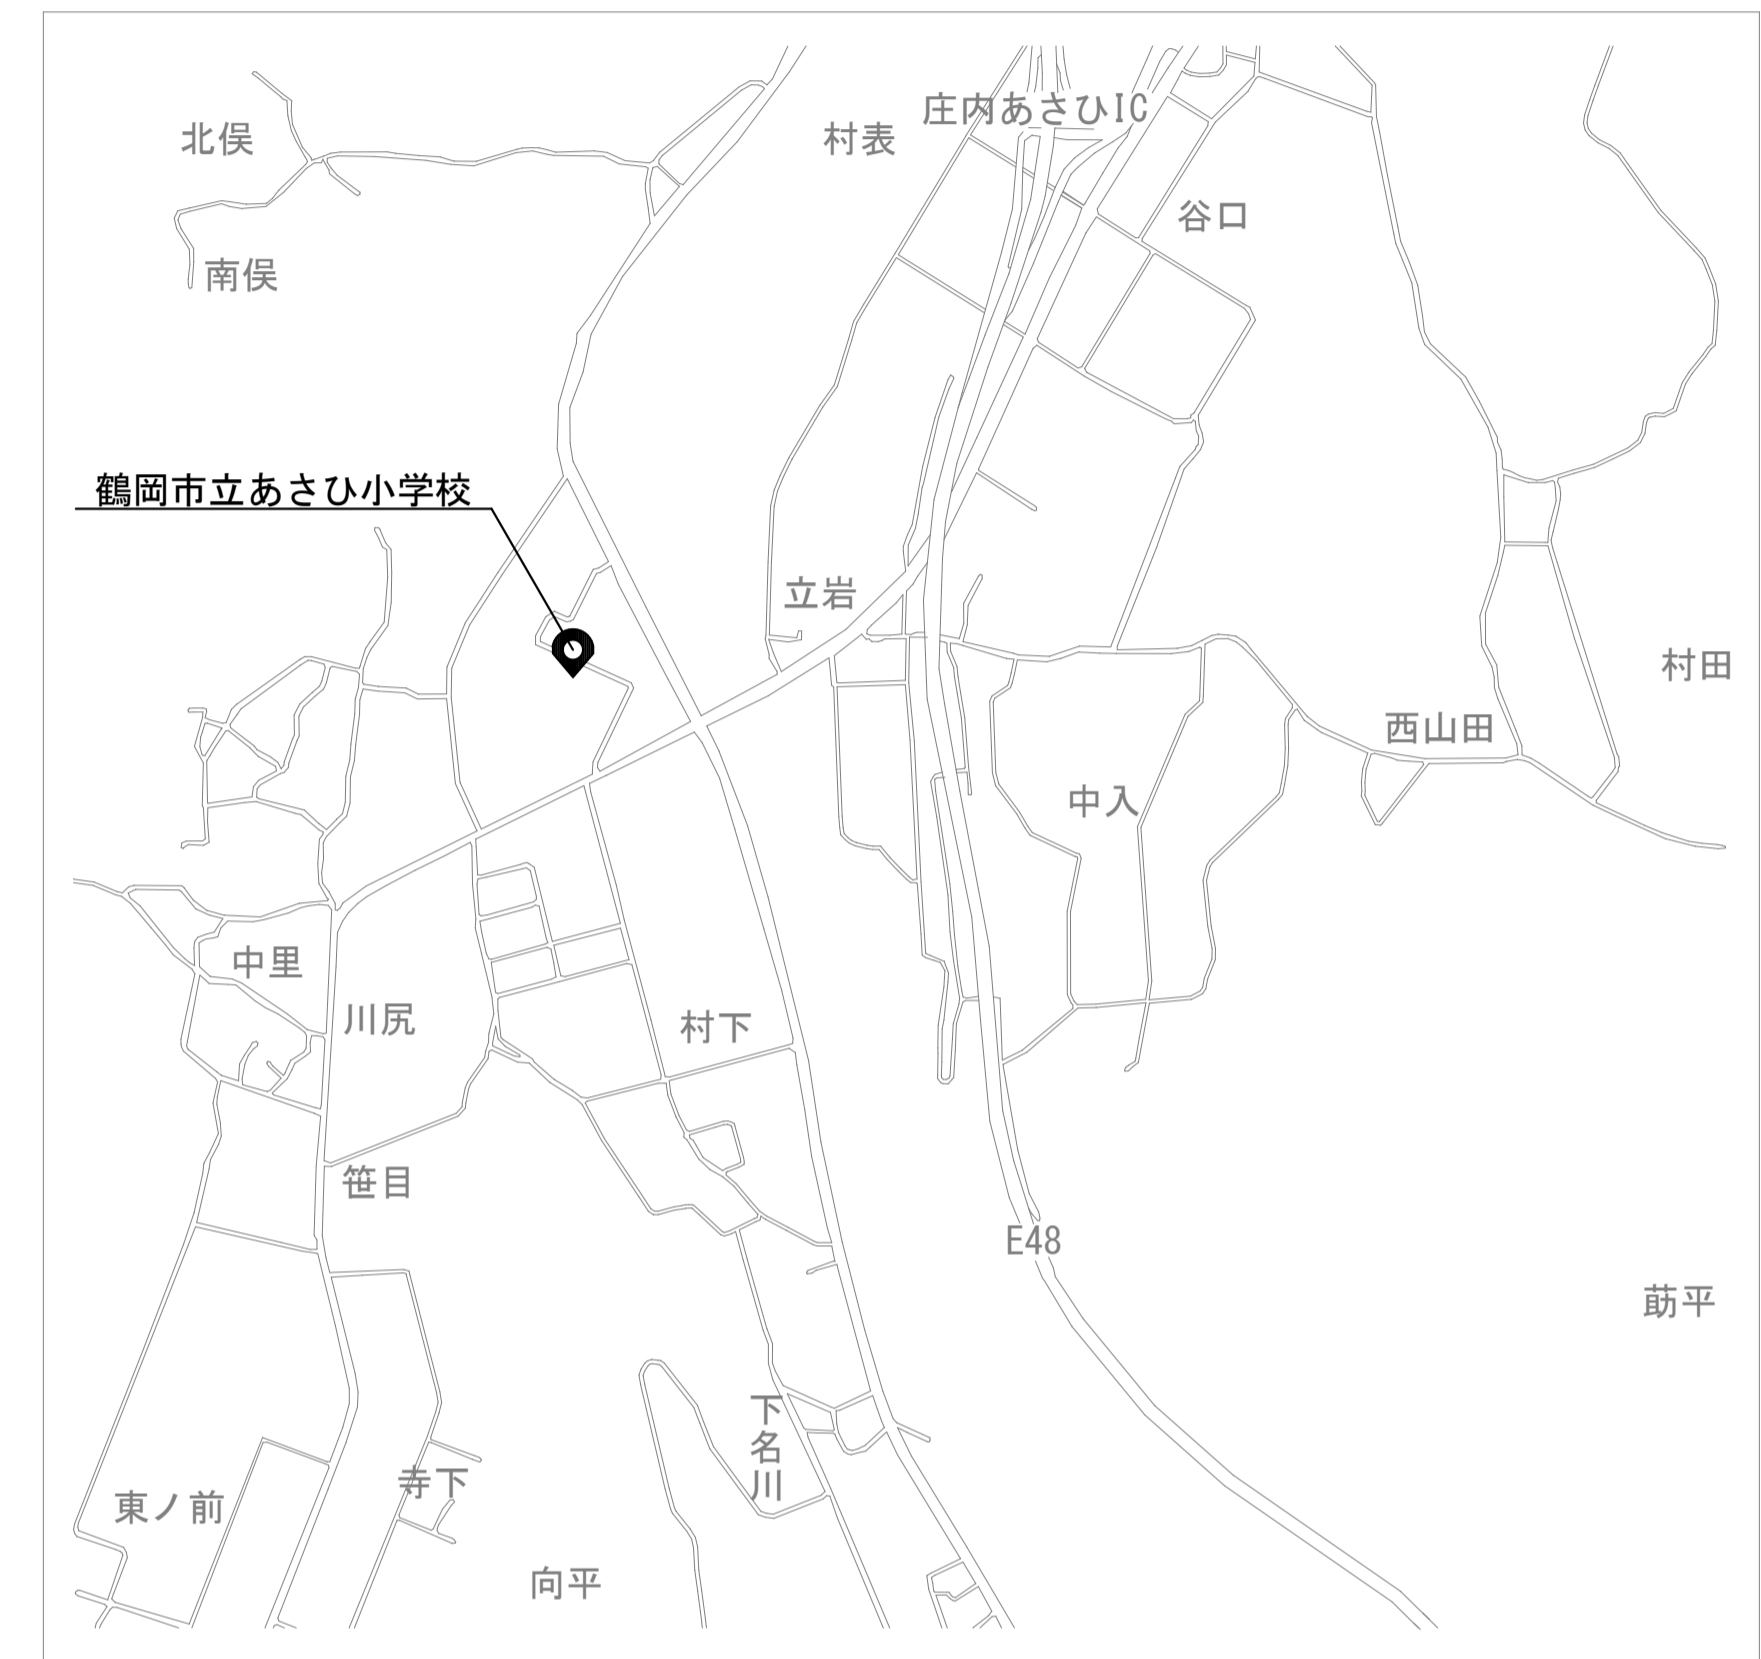 庄内あさひIC
北俣
村表
谷口
南俣
鶴岡市立あさひ小学校
立岩
村田
西山田
中入
中里
川尻
村下
笹目
E48
莇平
下名川
寺下
東ノ前
向平